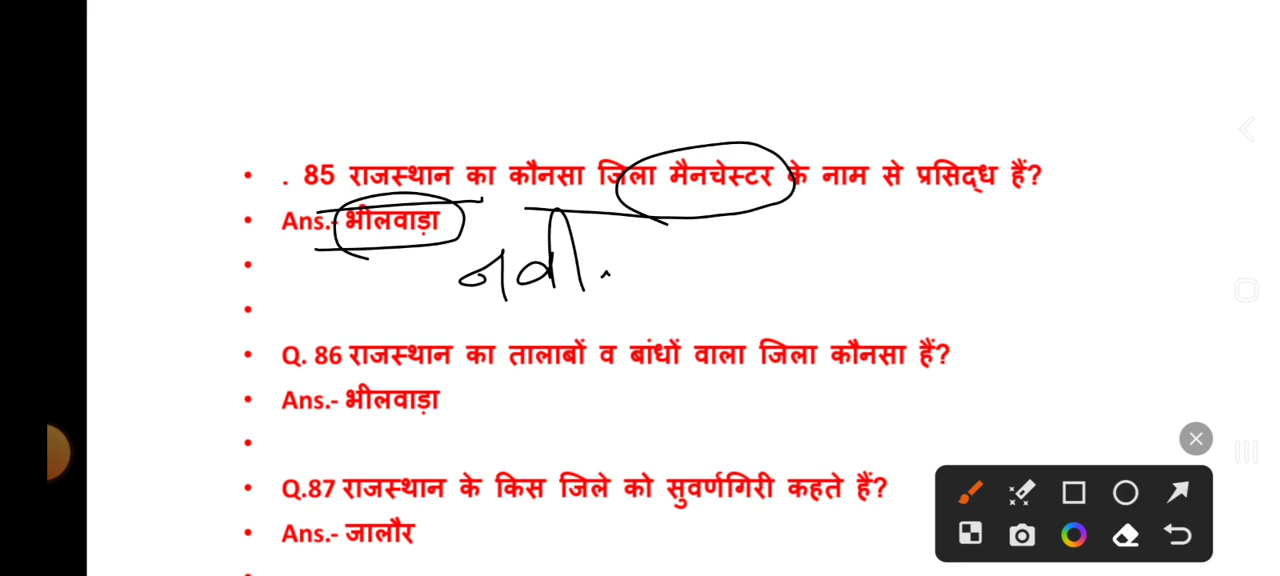 . 85 राजस्थान का कौनसा जिला मैनचेस्टर के नाम से प्रसिद्ध हैं?
Ans.- भीलवाड़ा
Q. 86 राजस्थान का तालाबों व बांधों वाला जिला कौनसा हैं?
Ans.- भीलवाड़ा
Q.87 राजस्थान के किस जिले को सुवर्णगिरी कहते हैं?
Ans.- जालौर